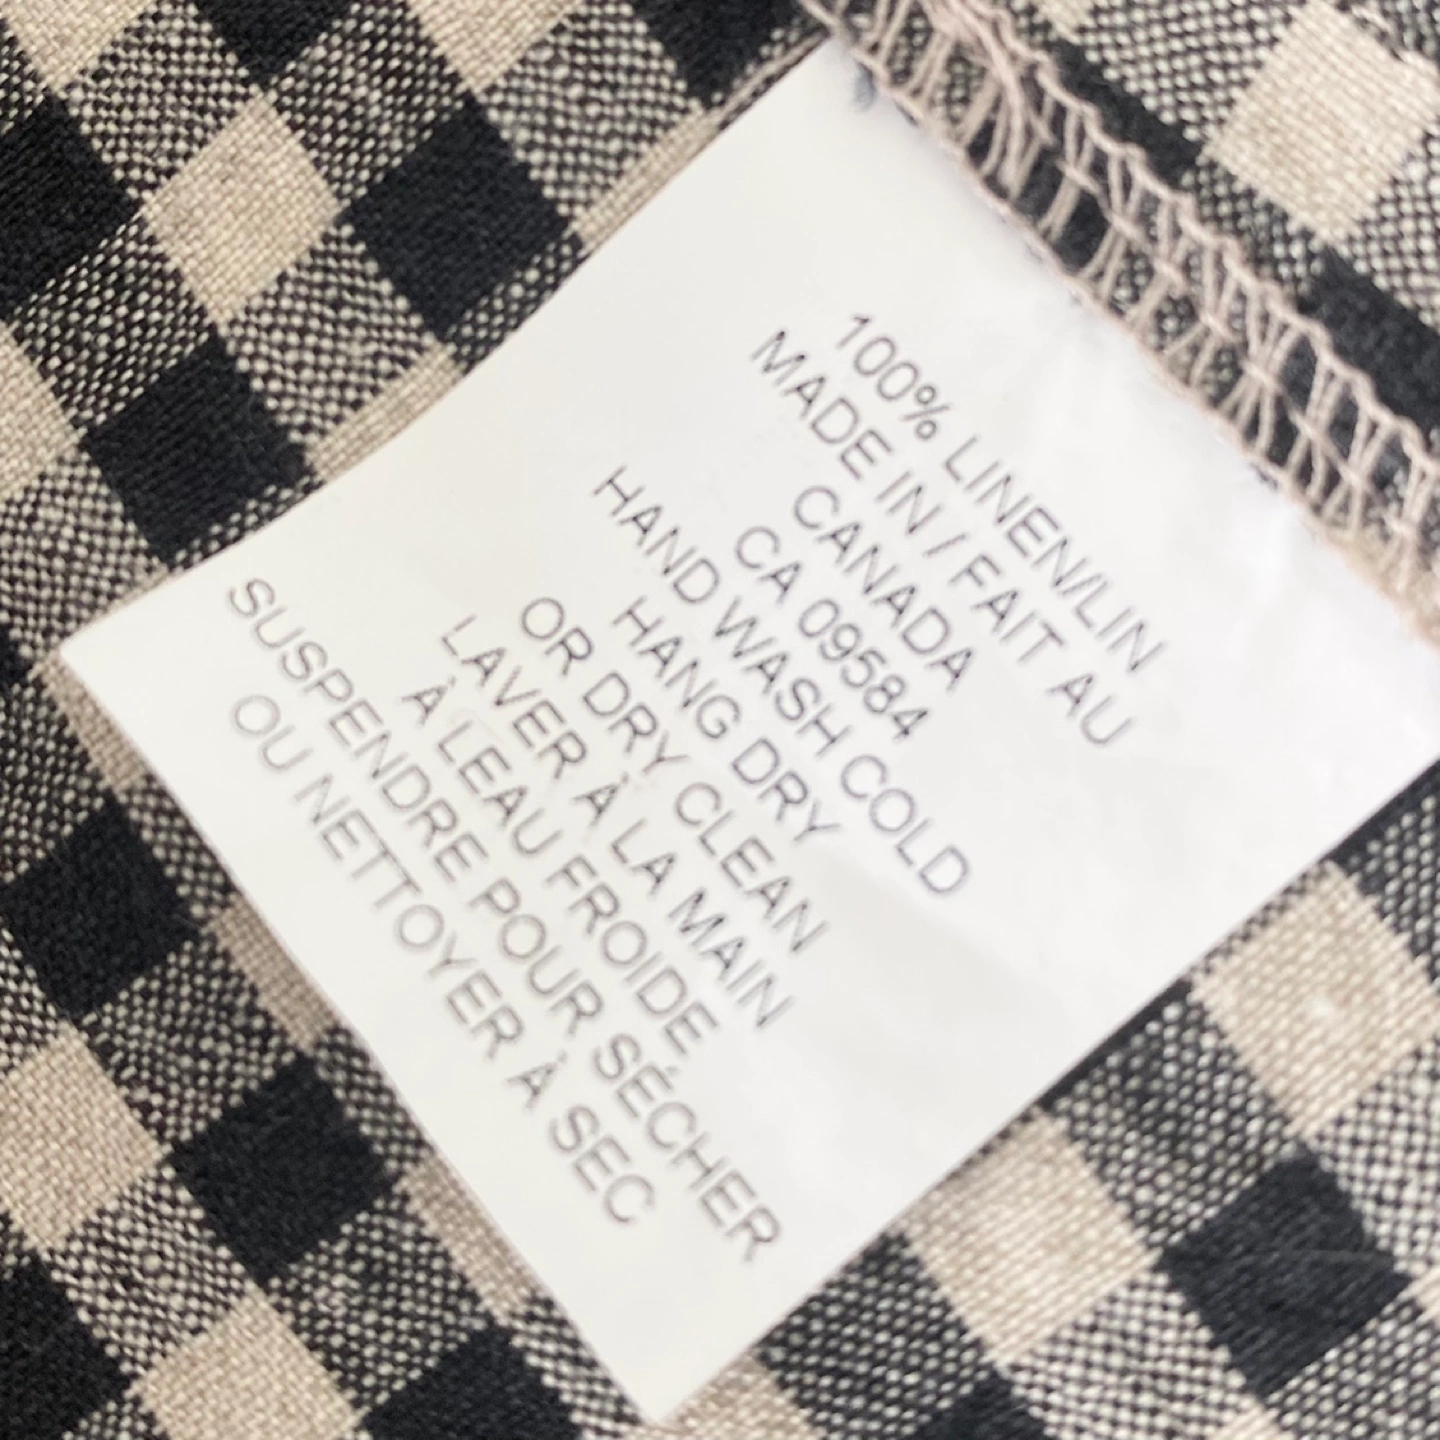 100% LINEN/LIN
MADE IN / FAIT AU
CANADA
CA 09584
HAND WASH COLD
HANG DRY
OR DRY CLEAN
LAVER À LA MAIN
À LEAU FROIDE
SUSPENDRE POUR SÉCHER
OU NETTOYER À SEC